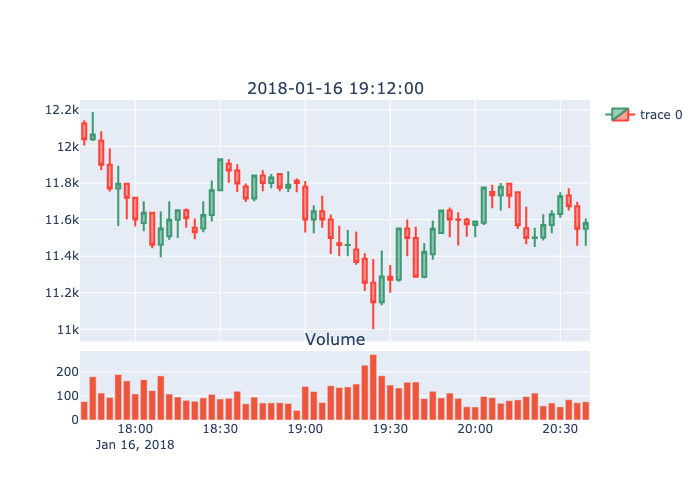 2018-01-16 19:12:00
12.2k
12k
11.8k
11.6k
11.4k
11.2k
11k
trace 0
Volume
200
100
0
18:00
18:30
19:00
19:30
20:00
20:30
Jan 16, 2018